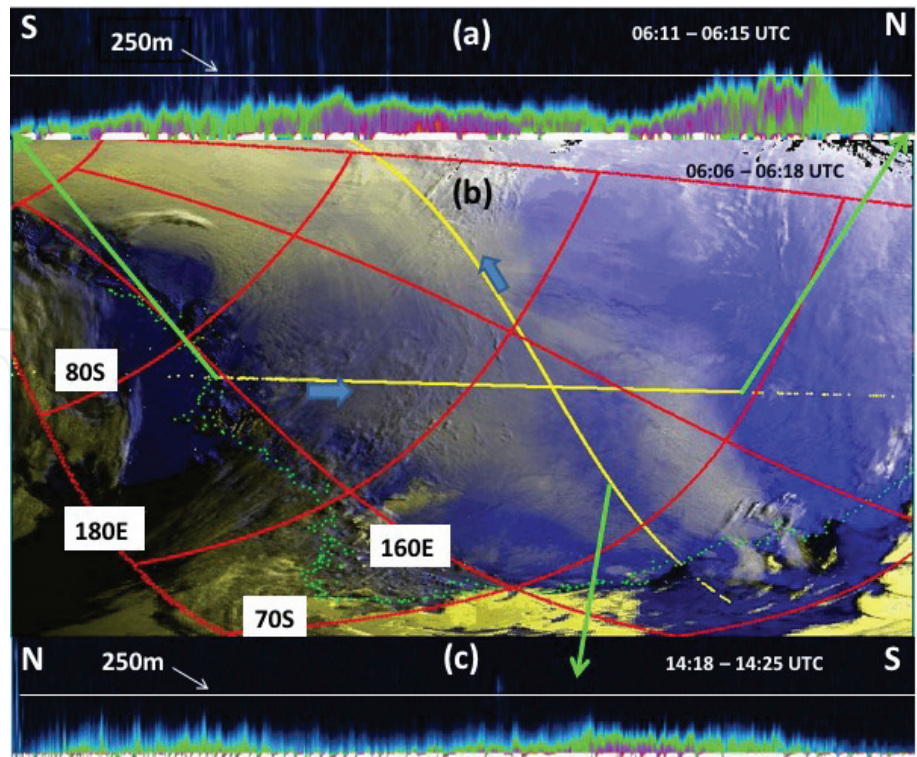 S
(a)
06:11 – 06:15 UTC
N
250m
06:06 – 06:18 UTC
(b)
80S
180E
160E
70S
N
250m
(c)
14:18 – 14:25 UTC
S